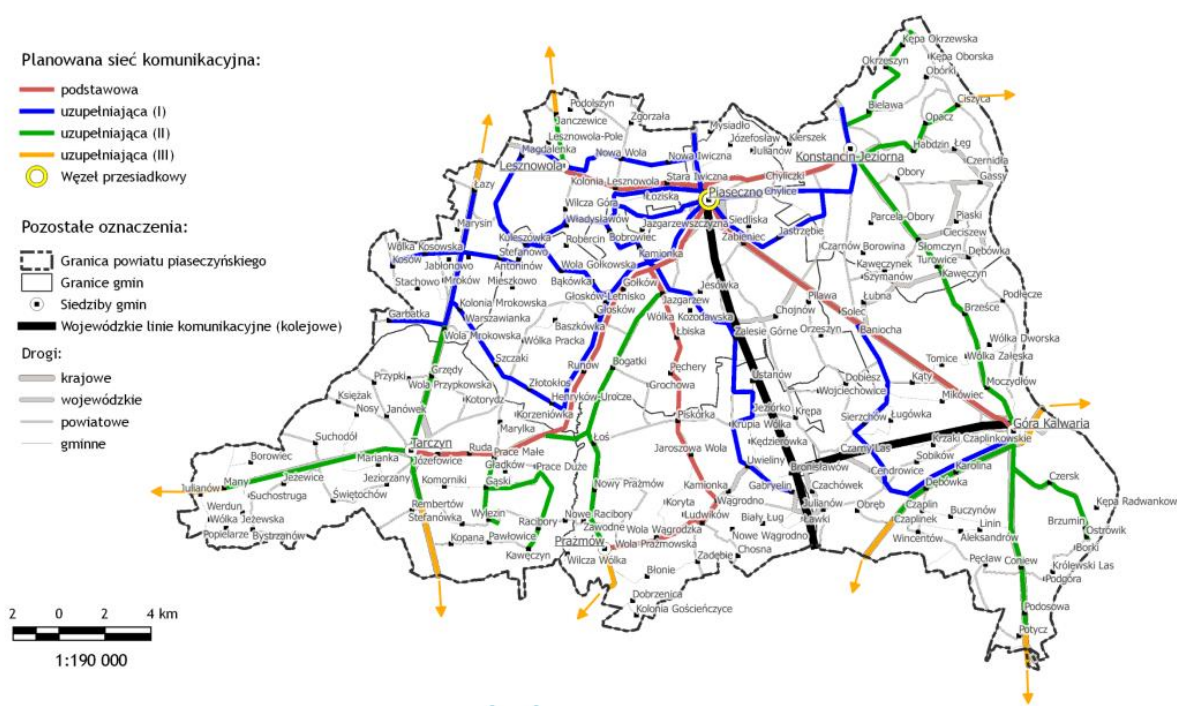 Planowana sieć komunikacyjna:
podstawowa
uzupełniająca (I)
uzupełniająca (II)
uzupełniająca (III)
Węzeł przesiadkowy
Pozostałe oznaczenia:
Granica powiatu piaseczyńskiego
Granice gmin
Siedziby gmin
Wojewódzkie linie komunikacyjne (kolejowe)
Drogi:
krajowe
wojewódzkie
powiatowe
gminne
2 0 2 4 km
1:190 000
Kępa Okrzewska
Kępa Oborska
Okrzeszyn
Obórki
Ciszyca
Bielawa
Opacz
Podolszyn
Janczewice
Zgorzała
Mysiadło
Józefosław
Julianów
Kierszek
Habdzin
Łęg
Lesznowola-Pole
Magdalenka
Nowa Wola
Nowa Iwiczna
Konstancin-Jeziorna
Czernidła
Lesznowola
Kolonia Lesznowola
Stara Iwiczna
Chyliczki
Obory
Gassy
Łazy
Wilcza Góra
Łoziska
Piaseczno
Chylice
Marysin
Władysławów
Jazgarzewszczyzna
Siedliska
Parcela-Obory
Piaski
Kuleszówka
Robercin
Bobrowiec
Żabieniec
Jastrzębie
Cieciszew
Wólka Kosowska
Stefanowo
Kamionka
Czarnów
Borowina
Słomczyn
Dębówka
Kosów
Jabłonowo
Antoninów
Wola Gołkowska
Turowice
Mroków
Bąkówka
Gołków
Jesówka
Kawęczynek
Szymanów
Kawęczyn
Stachowo
Mieszkowo
Głosków-Letnisko
Jazgarzew
Pilawa
Łubna
Podłęcze
Kolonia Mrokowska
Głosków
Wólka Kozodawska
Chojnów
Solec
Brześce
Garbatka
Warszawianka
Baszkówka
Łbiska
Zalesie Górne
Orzeszyn
Baniocha
Wola Mrokowska
Wólka Pracka
Wólka Dworska
Szczaki
Runów
Bogatki
Pęchery
Tomice
Wólka Załęska
Grzędy
Ustanów
Dobiesz
Kąty
Przypki
Wola Przypkowska
Złotokłos
Grochowa
Wojciechowice
Mikówiec
Moczydłów
Księżak
Kotorydz
Henryków-Urocze
Jeziórko
Krępa
Nosy
Janówek
Korzeniówka
Piskórka
Sierzchów
Ługówka
Marylka
Krupia Wólka
Góra Kalwaria
Suchodół
Tarczyn
Łoś
Kędzierówka
Czarny Las
Krzaki Czaplinkowskie
Borowiec
Marianka
Józefowice
Ruda
Prace Małe
Jaroszowa Wola
Sobików
Gładków
Prace Duże
Uwieliny
Bronisławów
Cendrowice
Karolina
Many
Jeżewice
Jeziorzany
Komorniki
Gąski
Gabryelin
Czachówek
Dębówka
Czersk
Julianów
Suchostruga
Świętochów
Nowy Prażmów
Kamionka
Wągrodno
Julianów
Czaplin
Kępa Radwankowska
Werdun
Rembertów
Wylezin
Koryta
Obręb
Buczynów
Wólka Jeżewska
Stefanówka
Racibory
Nowe Racibory
Ludwików
Biały Ług
Ławki
Czaplinek
Linin
Brzumin
Popielarze
Bystrzanów
Kopana
Pawłowice
Zawodne
Wola Wągrodzka
Nowe Wągrodno
Wincentów
Aleksandrów
Ostrówik
Kawęczyn
Prażmów
Wola Prażmowska
Chosna
Borki
Wilcza Wólka
Zadębie
Pęcław
Coniew
Królewski Las
Błonie
Podgóra
Dobrzenica
Kolonia Gościeńczyce
Podosowa
Potycz